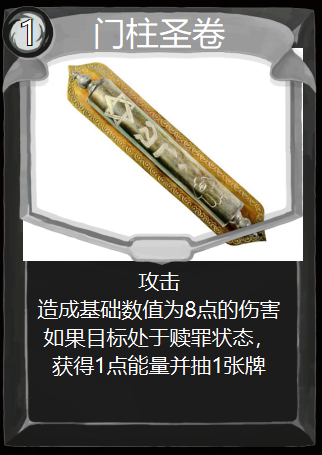 1
门柱圣卷
攻击
造成基础数值为8点的伤害
如果目标处于赎罪状态，
获得1点能量并抽1张牌